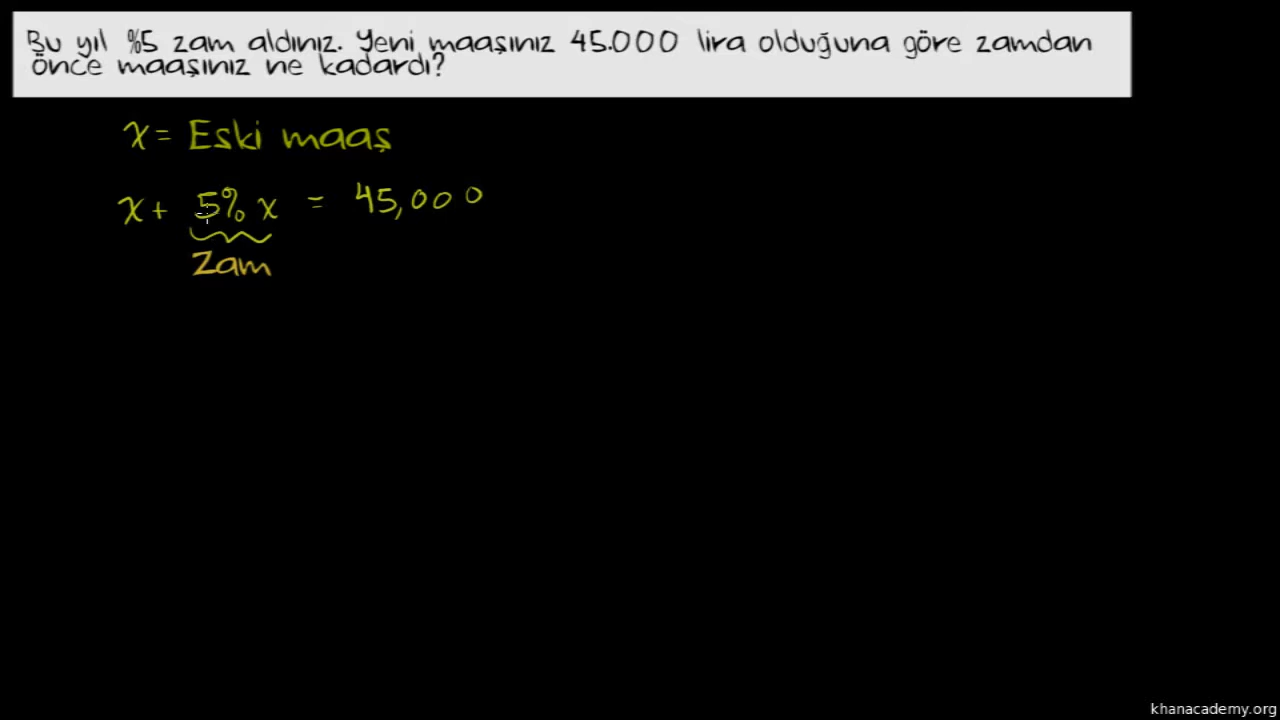 Bu yıl %5 zam aldınız. Yeni maaşınız 45.000 lira olduğuna göre zamdan
önce maaşınız ne kadardı?
x = Eski maaş
x + 5% x = 45,000
Zam
khanacademy.org